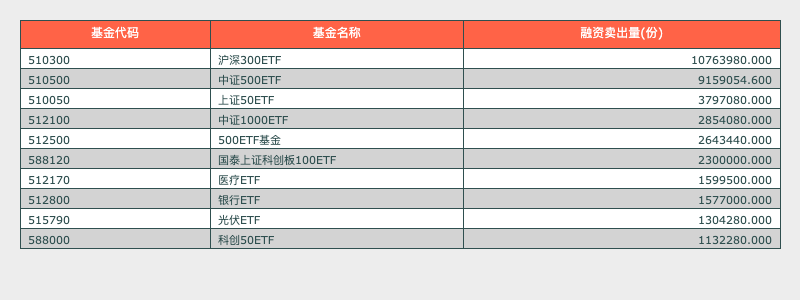 基金代码 基金名称 融资卖出量(份)
510300 沪深300ETF 10763980.000
510500 中证500ETF 9159054.600
510050 上证50ETF 3797080.000
512100 中证1000ETF 2854080.000
512500 500ETF基金 2643440.000
588120 国泰上证科创板100ETF 2300000.000
512170 医疗ETF 1599500.000
512800 银行ETF 1577000.000
515790 光伏ETF 1304280.000
588000 科创50ETF 1132280.000